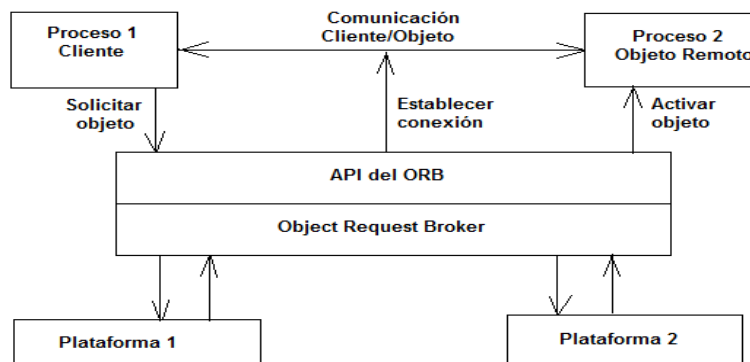 Comunicación
Cliente/Objeto
Proceso 1
Cliente
Proceso 2
Objeto Remoto
Solicitar
objeto
Establecer
conexión
Activar
objeto
API del ORB
Object Request Broker
Plataforma 1
Plataforma 2